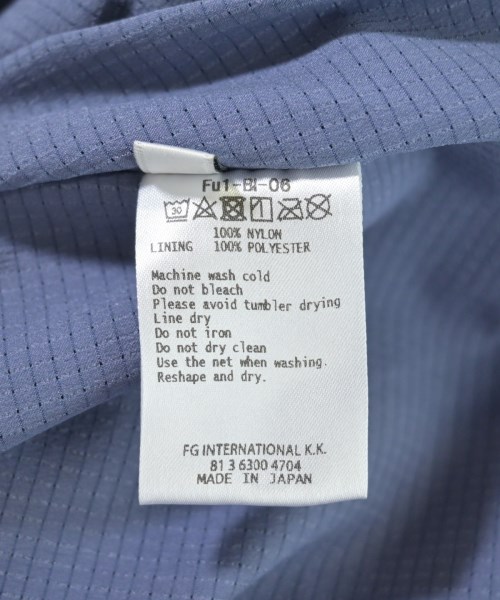 Fu1-Bl-06
30
100% NYLON
LINING 100% POLYESTER
Machine wash cold
Do not bleach
Please avoid tumbler drying
Line dry
Do not iron
Do not dry clean
Use the net when washing.
Reshape and dry.
FG INTERNATIONAL K.K.
81 3 6300 4704
MADE IN JAPAN